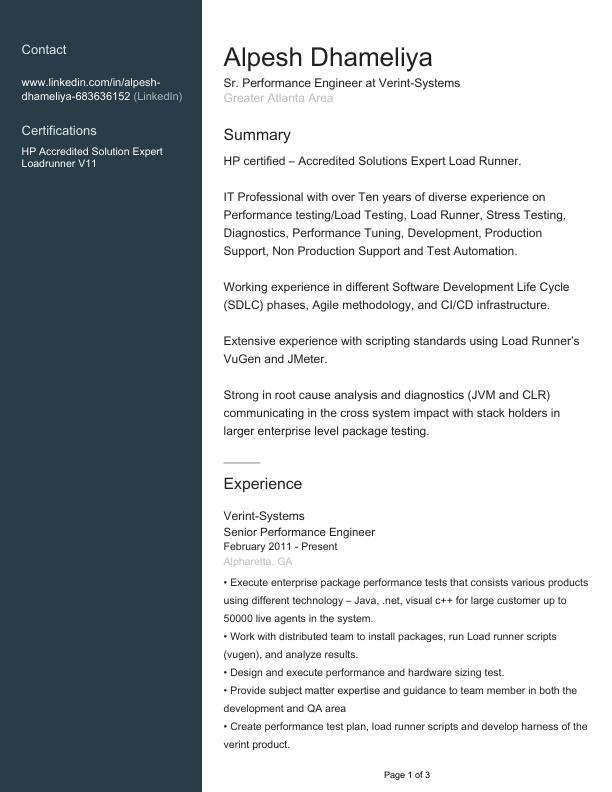 Contact
www.linkedin.com/in/alpesh-
dhameliya-683636152 (LinkedIn)
Certifications
HP Accredited Solution Expert
Loadrunner V11
Alpesh Dhameliya
Sr. Performance Engineer at Verint-Systems
Greater Atlanta Area
Summary
HP certified – Accredited Solutions Expert Load Runner.
IT Professional with over Ten years of diverse experience on
Performance testing/Load Testing, Load Runner, Stress Testing,
Diagnostics, Performance Tuning, Development, Production
Support, Non Production Support and Test Automation.
Working experience in different Software Development Life Cycle
(SDLC) phases, Agile methodology, and CI/CD infrastructure.
Extensive experience with scripting standards using Load Runner's
VuGen and JMeter.
Strong in root cause analysis and diagnostics (JVM and CLR)
communicating in the cross system impact with stack holders in
larger enterprise level package testing.
Experience
Verint-Systems
Senior Performance Engineer
February 2011 - Present
Alpharetta, GA
• Execute enterprise package performance tests that consists various products
using different technology – Java, .net, visual c++ for large customer up to
50000 live agents in the system.
• Work with distributed team to install packages, run Load runner scripts
(vugen), and analyze results.
• Design and execute performance and hardware sizing test.
• Provide subject matter expertise and guidance to team member in both the
development and QA area
• Create performance test plan, load runner scripts and develop harness of the
verint product.
Page 1 of 3